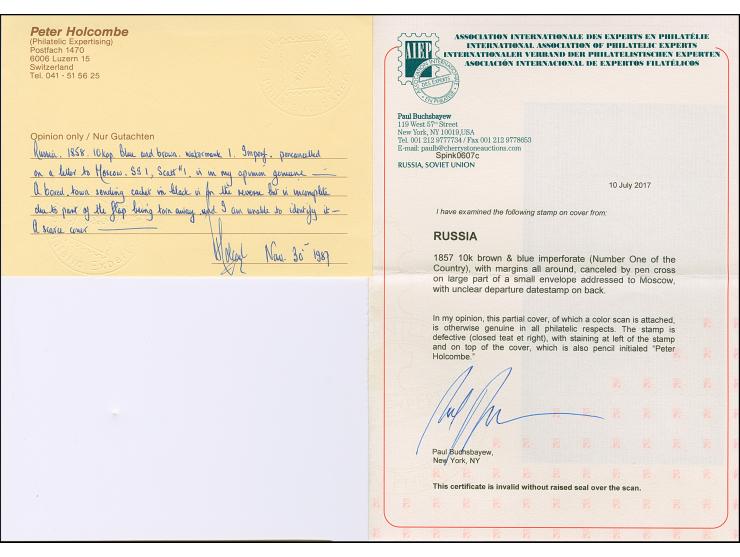 Peter Holcombe
(Philatelic Expertising)
Postfach 1470
6006 Luzern 15
Switzerland
Tel. 041 - 51 56 25
Opinion only / Nur Gutachten
Russia. 1858. 10kop blue and brown. watermark 1. Imperf. pencancelled
on a letter to Moscow. SG 1, Scott #1, is in my opinion genuine —
A boxed town sending cachet in black is on the reverse but is incomplete
due to part of the flap being torn away and I am unable to identify it —
A scarce cover
Nov. 30 1987
AIEP
ASSOCIATION INTERNATIONALE DES EXPERTS EN PHILATÉLIE
INTERNATIONAL ASSOCIATION OF PHILATELIC EXPERTS
INTERNATIONALER VERBAND DER PHILATELISTISCHEN EXPERTEN
ASOCIACIÓN INTERNACIONAL DE EXPERTOS FILATÉLICOS
Paul Buchsbayew
119 West 57th Street
New York, NY 10019,USA
Tel. 001 212 9777734 / Fax 001 212 9778653
E-mail: paulb@cherrystoneauctions.com
Spink0607c
RUSSIA, SOVIET UNION
10 July 2017
I have examined the following stamp on cover from:
RUSSIA
1857 10k brown & blue imperforate (Number One of the
Country), with margins all around, canceled by pen cross
on large part of a small envelope addressed to Moscow,
with unclear departure datestamp on back.
In my opinion, this partial cover, of which a color scan is attached,
is otherwise genuine in all philatelic respects. The stamp is
defective (closed teat et right), with staining at left of the stamp
and on top of the cover, which is also pencil initialed "Peter
Holcombe."
Paul Buchsbayew,
New York, NY
This certificate is invalid without raised seal over the scan.